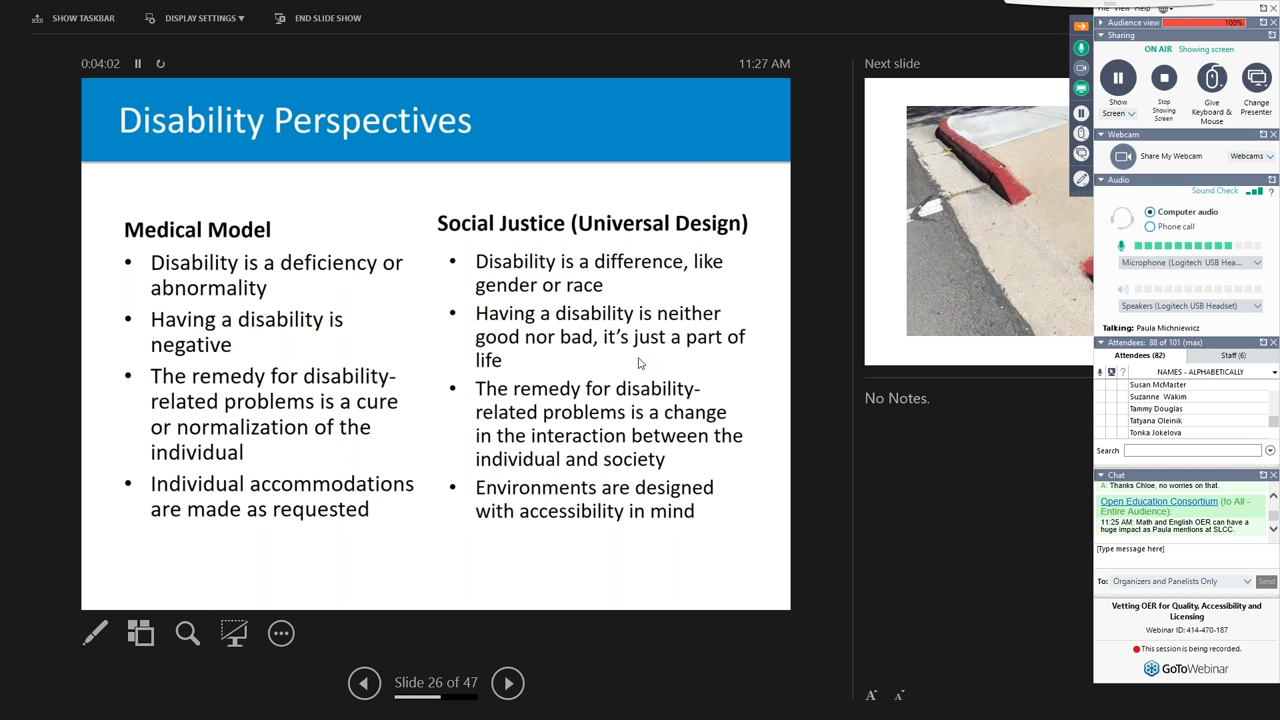 SHOW TASKBAR
DISPLAY SETTINGS ▼
END SLIDE SHOW
0:04:02
11:27 AM
Disability Perspectives
Medical Model
• Disability is a deficiency or
abnormality
• Having a disability is
negative
• The remedy for disability-
related problems is a cure
or normalization of the
individual
• Individual accommodations
are made as requested
Social Justice (Universal Design)
• Disability is a difference, like
gender or race
• Having a disability is neither
good nor bad, it's just a part of
life
• The remedy for disability-
related problems is a change
in the interaction between the
individual and society
• Environments are designed
with accessibility in mind
Slide 26 of 47
Next slide
No Notes.
A A
File View Help
Audience view 100%
Sharing
ON AIR Showing screen
Show
Screen
Stop
Showing
Screen
Give
Keyboard &
Mouse
Change
Presenter
Webcam
Share My Webcam
Webcams
Audio
Sound Check ?
Computer audio
Phone call
Microphone (Logitech USB Hea...
Speakers (Logitech USB Headset)
Talking: Paula Michniewicz
Attendees: 88 of 101 (max)
Attendees (82)
Staff (6)
? NAMES - ALPHABETICALLY
Susan McMaster
Suzanne Wakim
Tammy Douglas
Tatyana Oleinik
Tonka Jokelova
Search
Chat
A: Thanks Chloe, no worries on that.
Open Education Consortium (to All -
Entire Audience):
11:25 AM: Math and English OER can have a
huge impact as Paula mentions at SLCC.
[Type message here]
To: Organizers and Panelists Only
Send
Vetting OER for Quality, Accessibility and
Licensing
Webinar ID: 414-470-187
This session is being recorded.
GoToWebinar